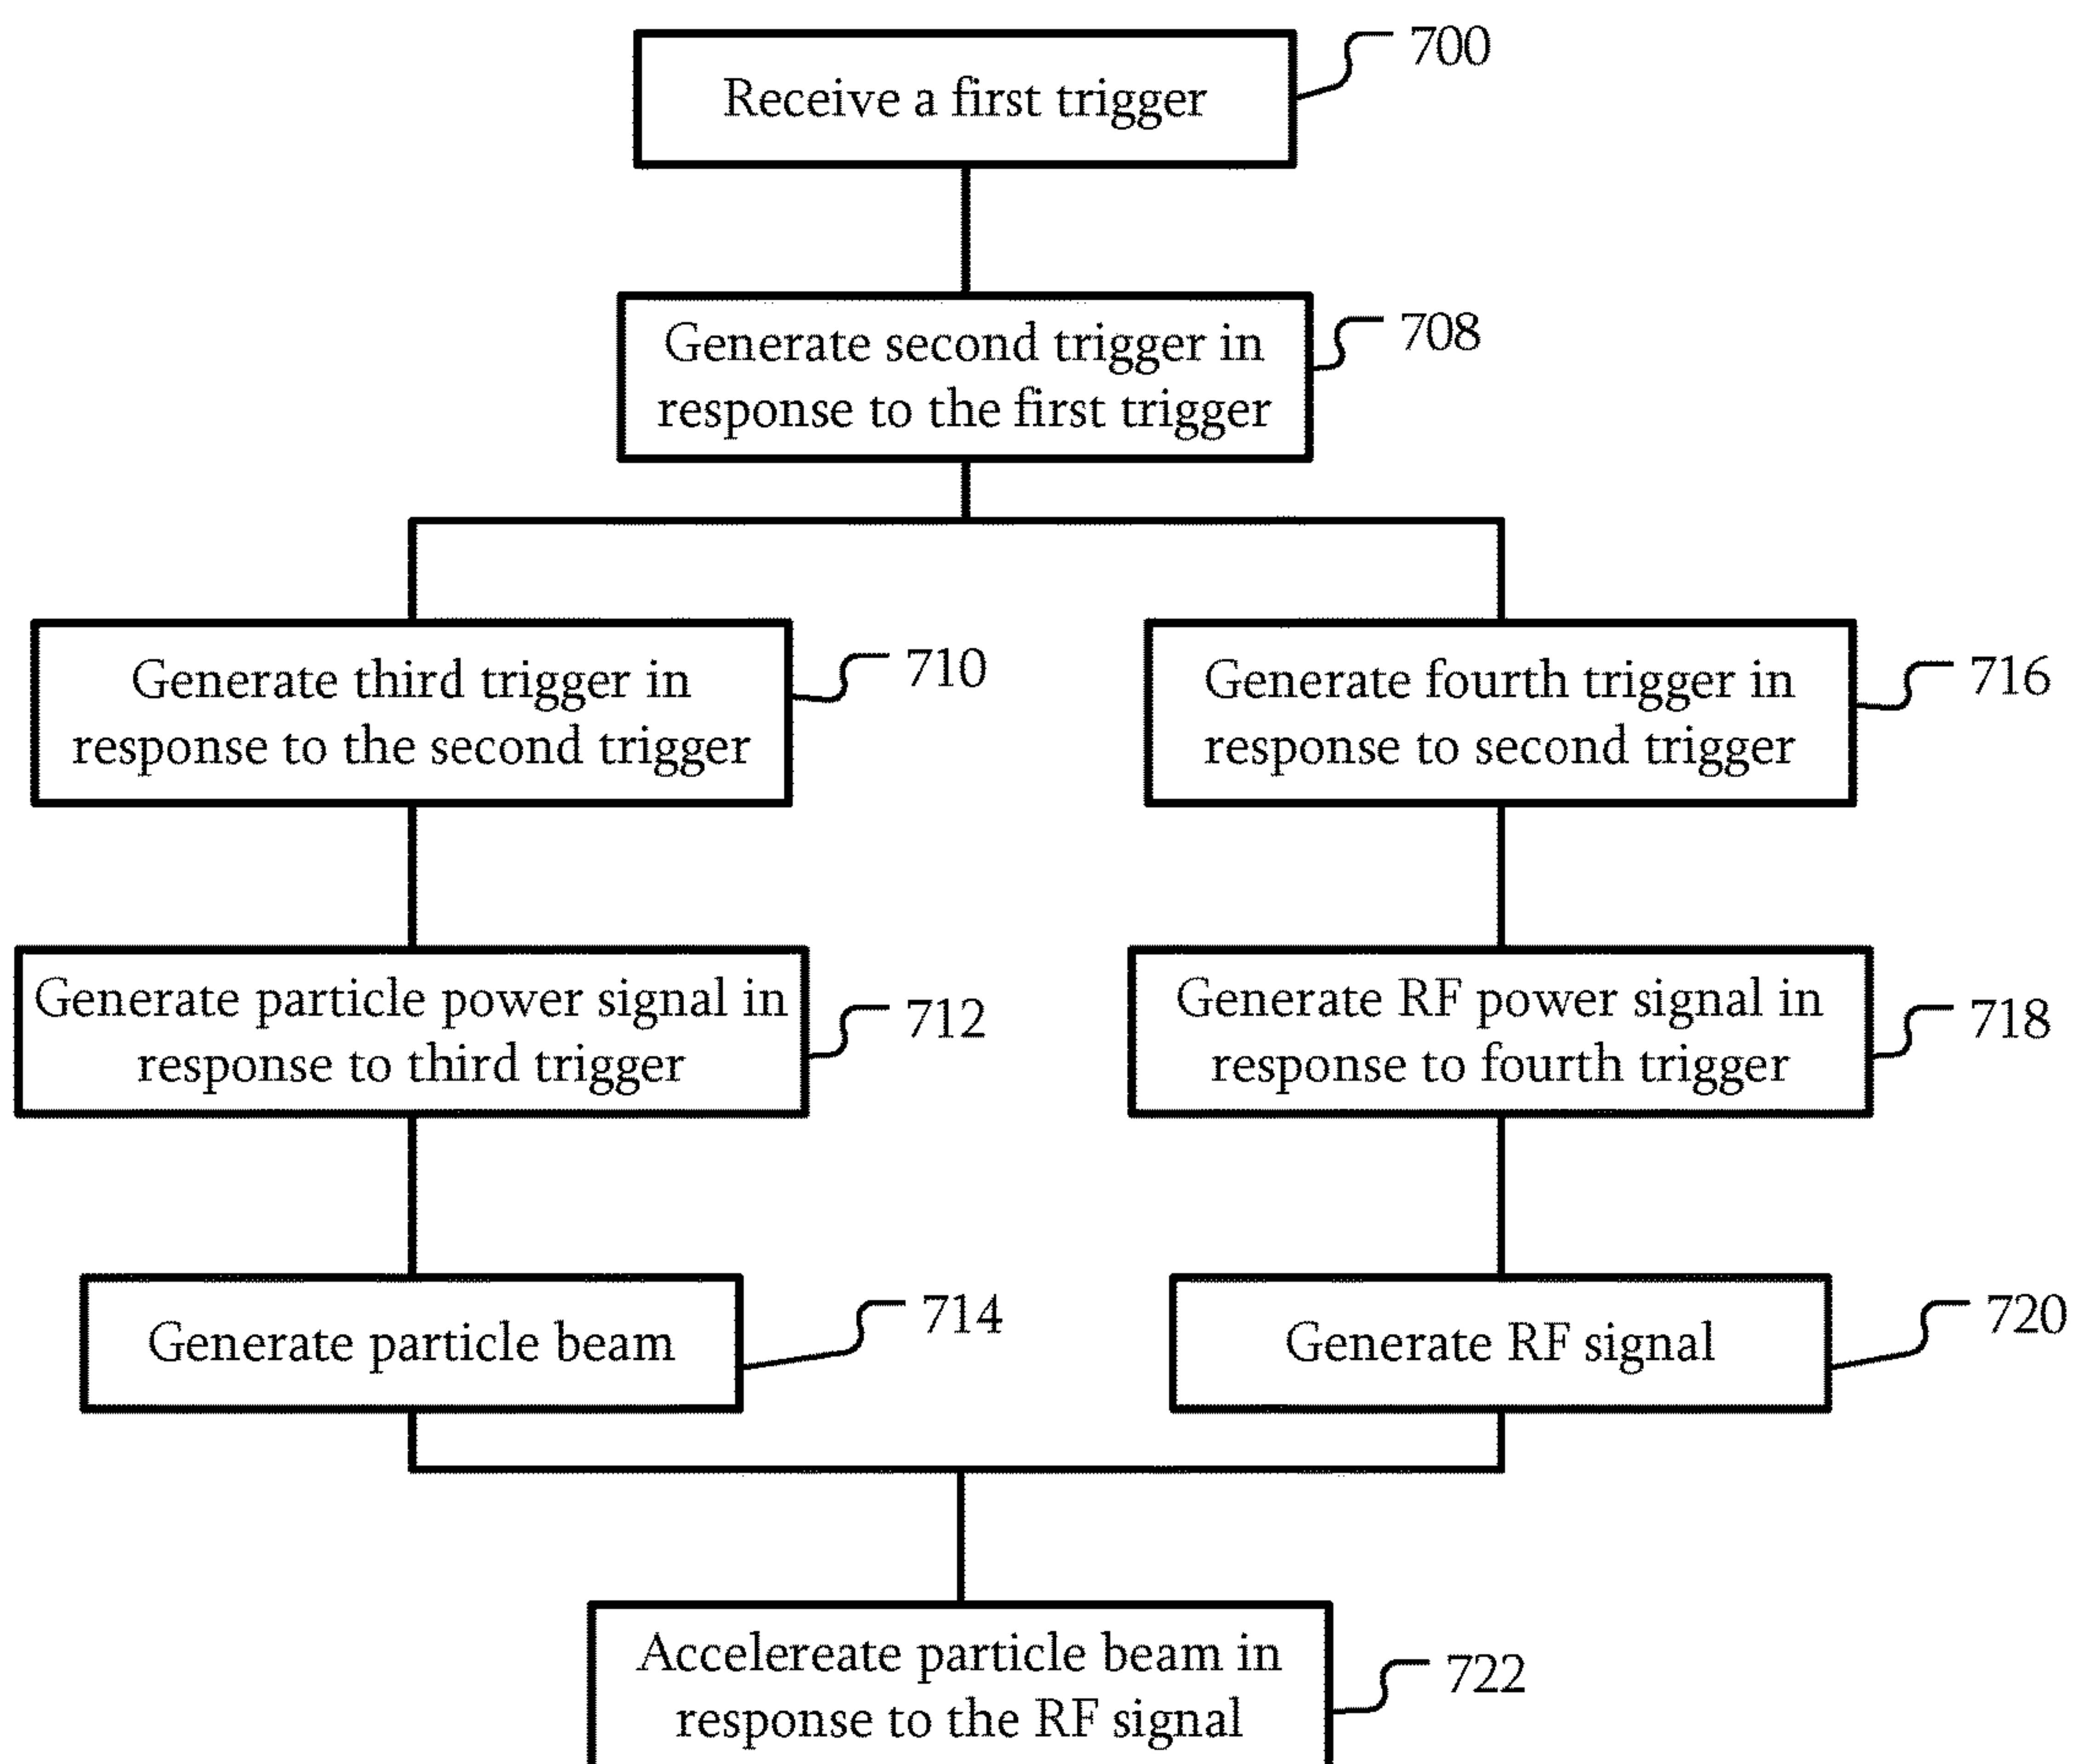 Receive a first trigger
700
Generate second trigger in
response to the first trigger
708
Generate third trigger in
response to the second trigger
710
Generate fourth trigger in
response to second trigger
716
Generate particle power signal in
response to third trigger
712
Generate RF power signal in
response to fourth trigger
718
Generate particle beam
714
Generate RF signal
720
Accelereate particle beam in
response to the RF signal
722